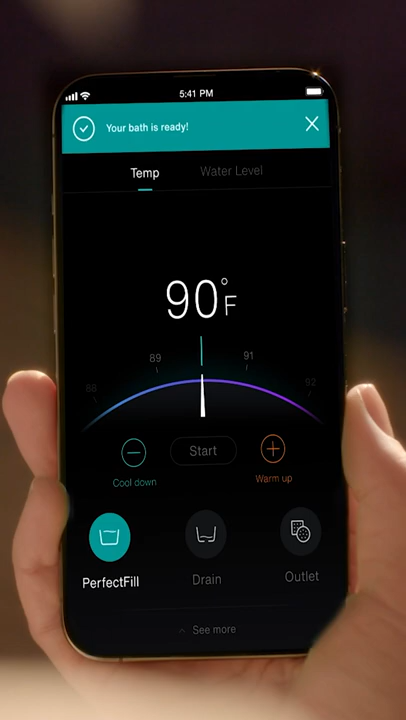 5:41 PM
Your bath is ready!
Temp Water Level
90°F
89 91
88 92
Start
Cool down Warm up
PerfectFill Drain Outlet
See more